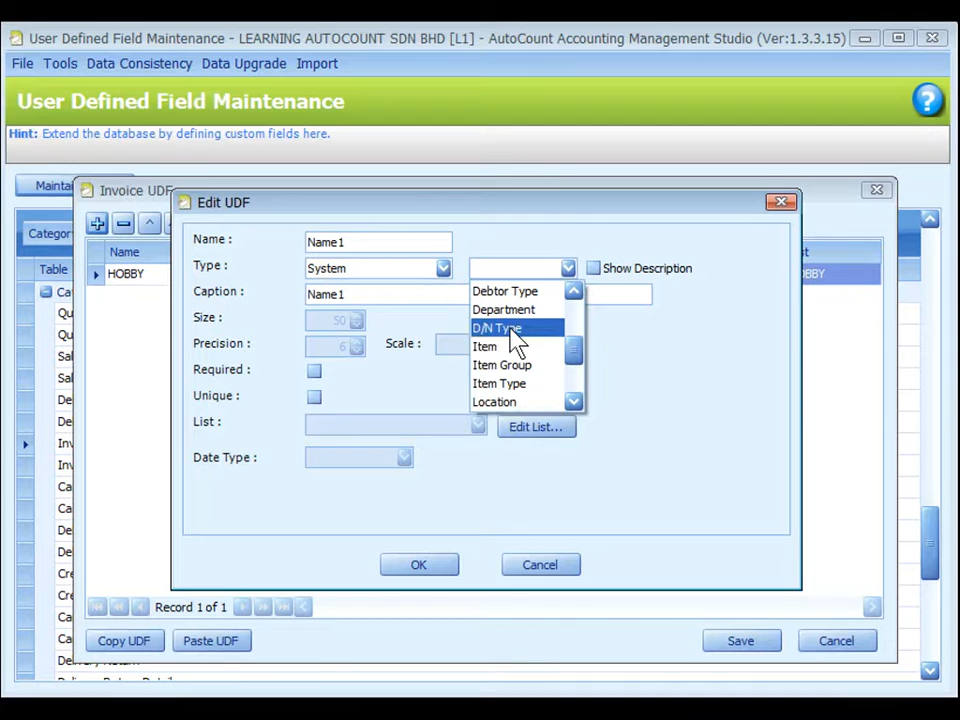 User Defined Field Maintenance - LEARNING AUTOCOUNT SDN BHD [L1] - AutoCount Accounting Management Studio (Ver:1.3.3.15)
File Tools Data Consistency Data Upgrade Import
User Defined Field Maintenance
?
Hint: Extend the database by defining custom fields here.
Invoice UDF
Edit UDF
Name :
Name1
Type :
System
Show Description
Caption :
Name1
Size :
50
Precision :
6
Scale :
Required :
Unique :
List :
Edit List...
Date Type :
Debtor Type
Department
D/N Type
Item
Item Group
Item Type
Location
OK
Cancel
Name
HOBBY
Table
Record 1 of 1
Copy UDF
Paste UDF
Save
Cancel